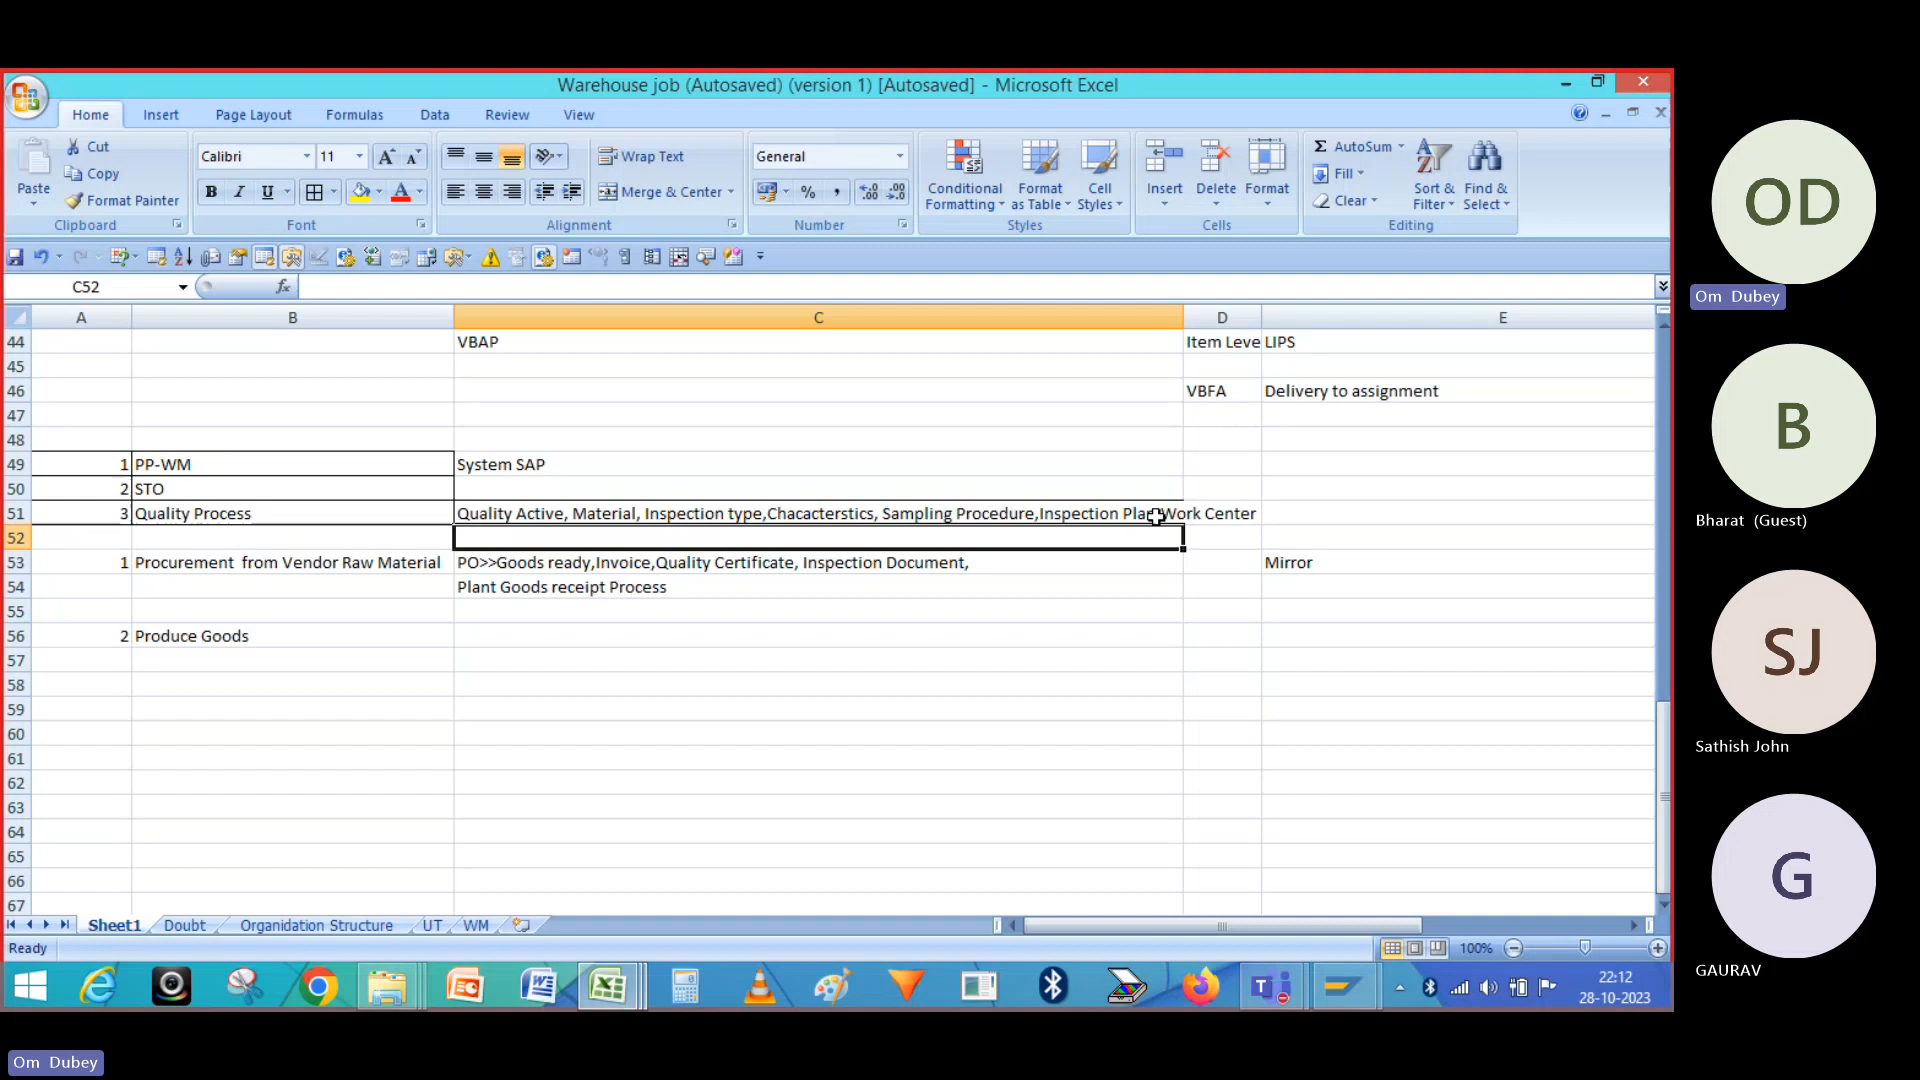 Warehouse job (Autosaved) (version 1) [Autosaved] - Microsoft Excel
Home Insert Page Layout Formulas Data Review View
Paste
Cut
Copy
Format Painter
Clipboard
Calibri 11
A A
B I U
A
Font
Wrap Text
Merge & Center
Alignment
General
% ,
Number
Conditional Formatting
Format as Table
Cell Styles
Styles
Insert Delete Format
Cells
Σ AutoSum
Fill
Clear
Sort & Filter
Find & Select
Editing
C52 fx
A B C D E
44 VBAP Item Leve LIPS
45
46 VBFA Delivery to assignment
47
48
49 1 PP-WM System SAP
50 2 STO
51 3 Quality Process Quality Active, Material, Inspection type,Chacacterstics, Sampling Procedure,Inspection Plan Work Center
52
53 1 Procurement from Vendor Raw Material PO>>Goods ready,Invoice,Quality Certificate, Inspection Document, Mirror
54 Plant Goods receipt Process
55
56 2 Produce Goods
57
58
59
60
61
62
63
64
65
66
67
Sheet1 Doubt Organidation Structure UT WM
Ready 100%
22:12
28-10-2023
OD
Om Dubey
B
Bharat (Guest)
SJ
Sathish John
G
GAURAV
Om Dubey